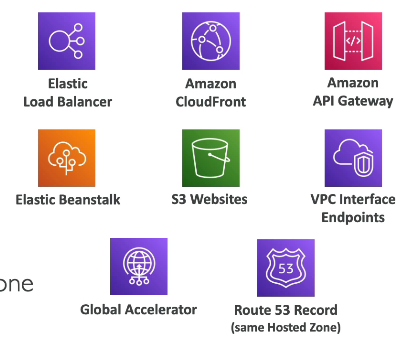 Elastic
Load Balancer
Amazon
CloudFront
Amazon
API Gateway
Elastic Beanstalk
S3 Websites
VPC Interface
Endpoints
one
53
Global Accelerator
Route 53 Record
(same Hosted Zone)